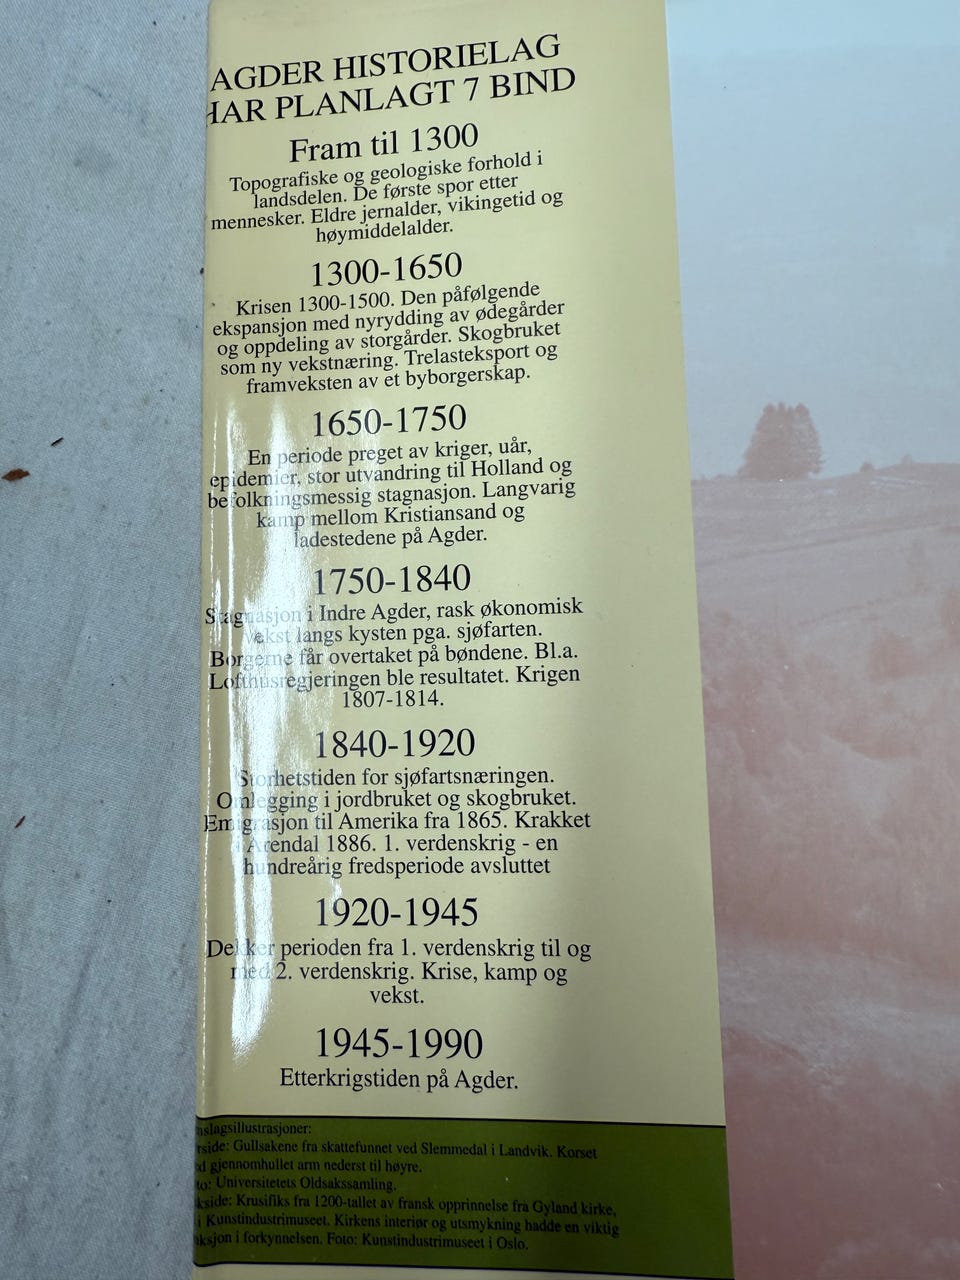 AGDER HISTORIELAG
HAR PLANLAGT 7 BIND
Fram til 1300
Topografiske og geologiske forhold i
landsdelen. De første spor etter
mennesker. Eldre jernalder, vikingetid og
høymiddelalder.
1300-1650
Krisen 1300-1500. Den påfølgende
ekspansjon med nyrydding av ødegårder
og oppdeling av storgårder. Skogbruket
som ny vekstnæring. Trelasteksport og
framveksten av et byborgerskap.
1650-1750
En periode preget av kriger, uår,
epidemier, stor utvandring til Holland og
befolkningsmessig stagnasjon. Langvarig
kamp mellom Kristiansand og
ladestedene på Agder.
1750-1840
Stagnasjon i Indre Agder, rask økonomisk
vekst langs kysten pga. sjøfarten.
Borgerne får overtaket på bøndene. Bl.a.
Lofthusregjeringen ble resultatet. Krigen
1807-1814.
1840-1920
Storhetstiden for sjøfartsnæringen.
Omlegging i jordbruket og skogbruket.
Emigrasjon til Amerika fra 1865. Krakket
i Arendal 1886. 1. verdenskrig - en
hundreårig fredsperiode avsluttet
1920-1945
Dekker perioden fra 1. verdenskrig til og
med 2. verdenskrig. Krise, kamp og
vekst.
1945-1990
Etterkrigstiden på Agder.
nslagsillustrasjoner:
rside: Gullsakene fra skattefunnet ved Slemmedal i Landvik. Korset
d gjennomhullet arm nederst til høyre.
to: Universitetets Oldsakssamling.
kside: Krusifiks fra 1200-tallet av fransk opprinnelse fra Gyland kirke,
i Kunstindustrimuseet. Kirkens interiør og utsmykning hadde en viktig
ksjon i forkynnelsen. Foto: Kunstindustrimuseet i Oslo.